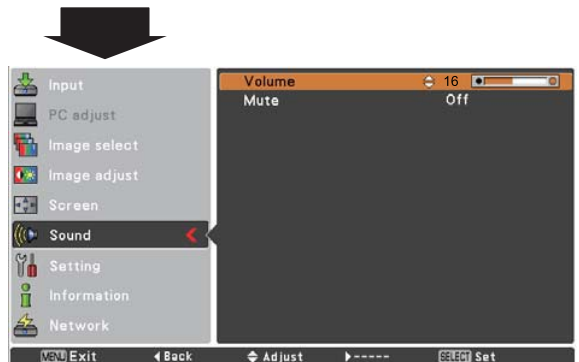 Input
PC adjust
Image select
Image adjust
Screen
Sound
Setting
Information
Network
Volume 16
Mute Off
MENU Exit Back Adjust ----- SELECT Set